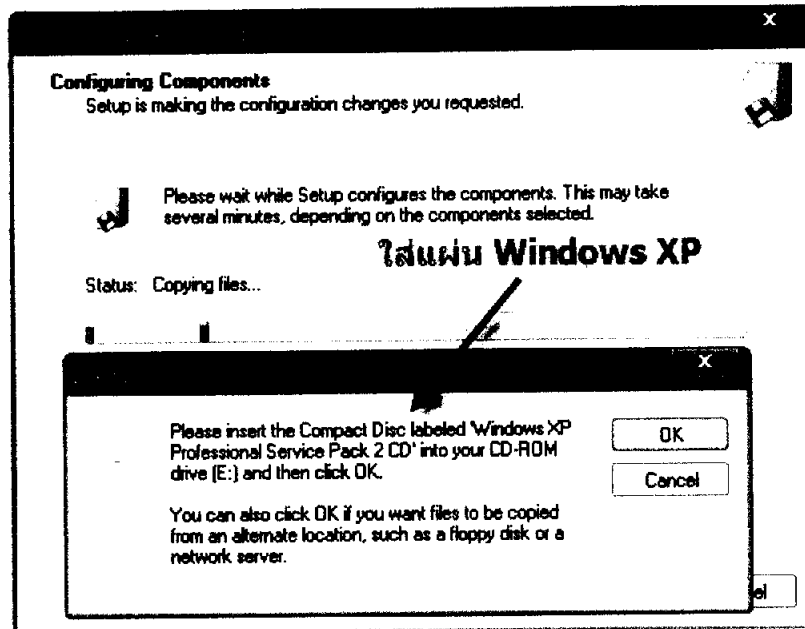 X
Configuring Components
Setup is making the configuration changes you requested.
Please wait while Setup configures the components. This may take
several minutes, depending on the components selected.
ใส่แผ่น Windows XP
Status: Copying files...
X
Please insert the Compact Disc labeled 'Windows XP
Professional Service Pack 2 CD' into your CD-ROM
drive (E:) and then click OK.
OK
Cancel
You can also click OK if you want files to be copied
from an alternate location, such as a floppy disk or a
network server.
el